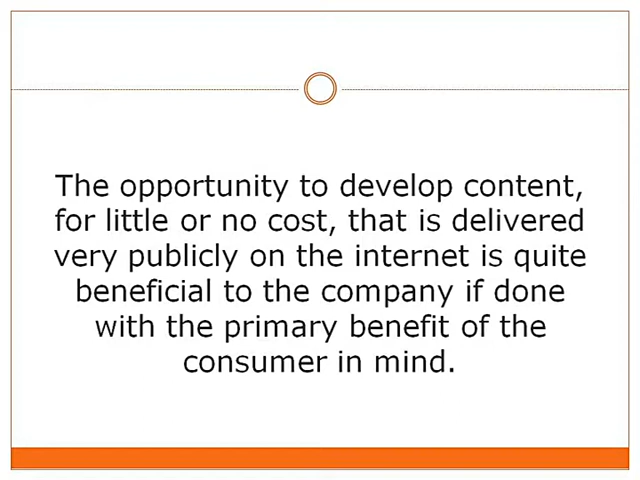 The opportunity to develop content,
for little or no cost, that is delivered
very publicly on the internet is quite
beneficial to the company if done
with the primary benefit of the
consumer in mind.